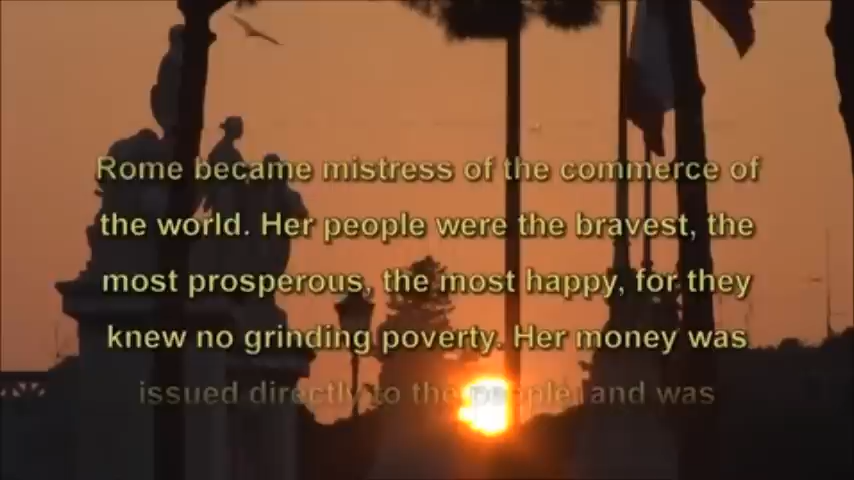 Rome became mistress of the commerce of
the world. Her people were the bravest, the
most prosperous, the most happy, for they
knew no grinding poverty. Her money was
issued directly to the people, and was